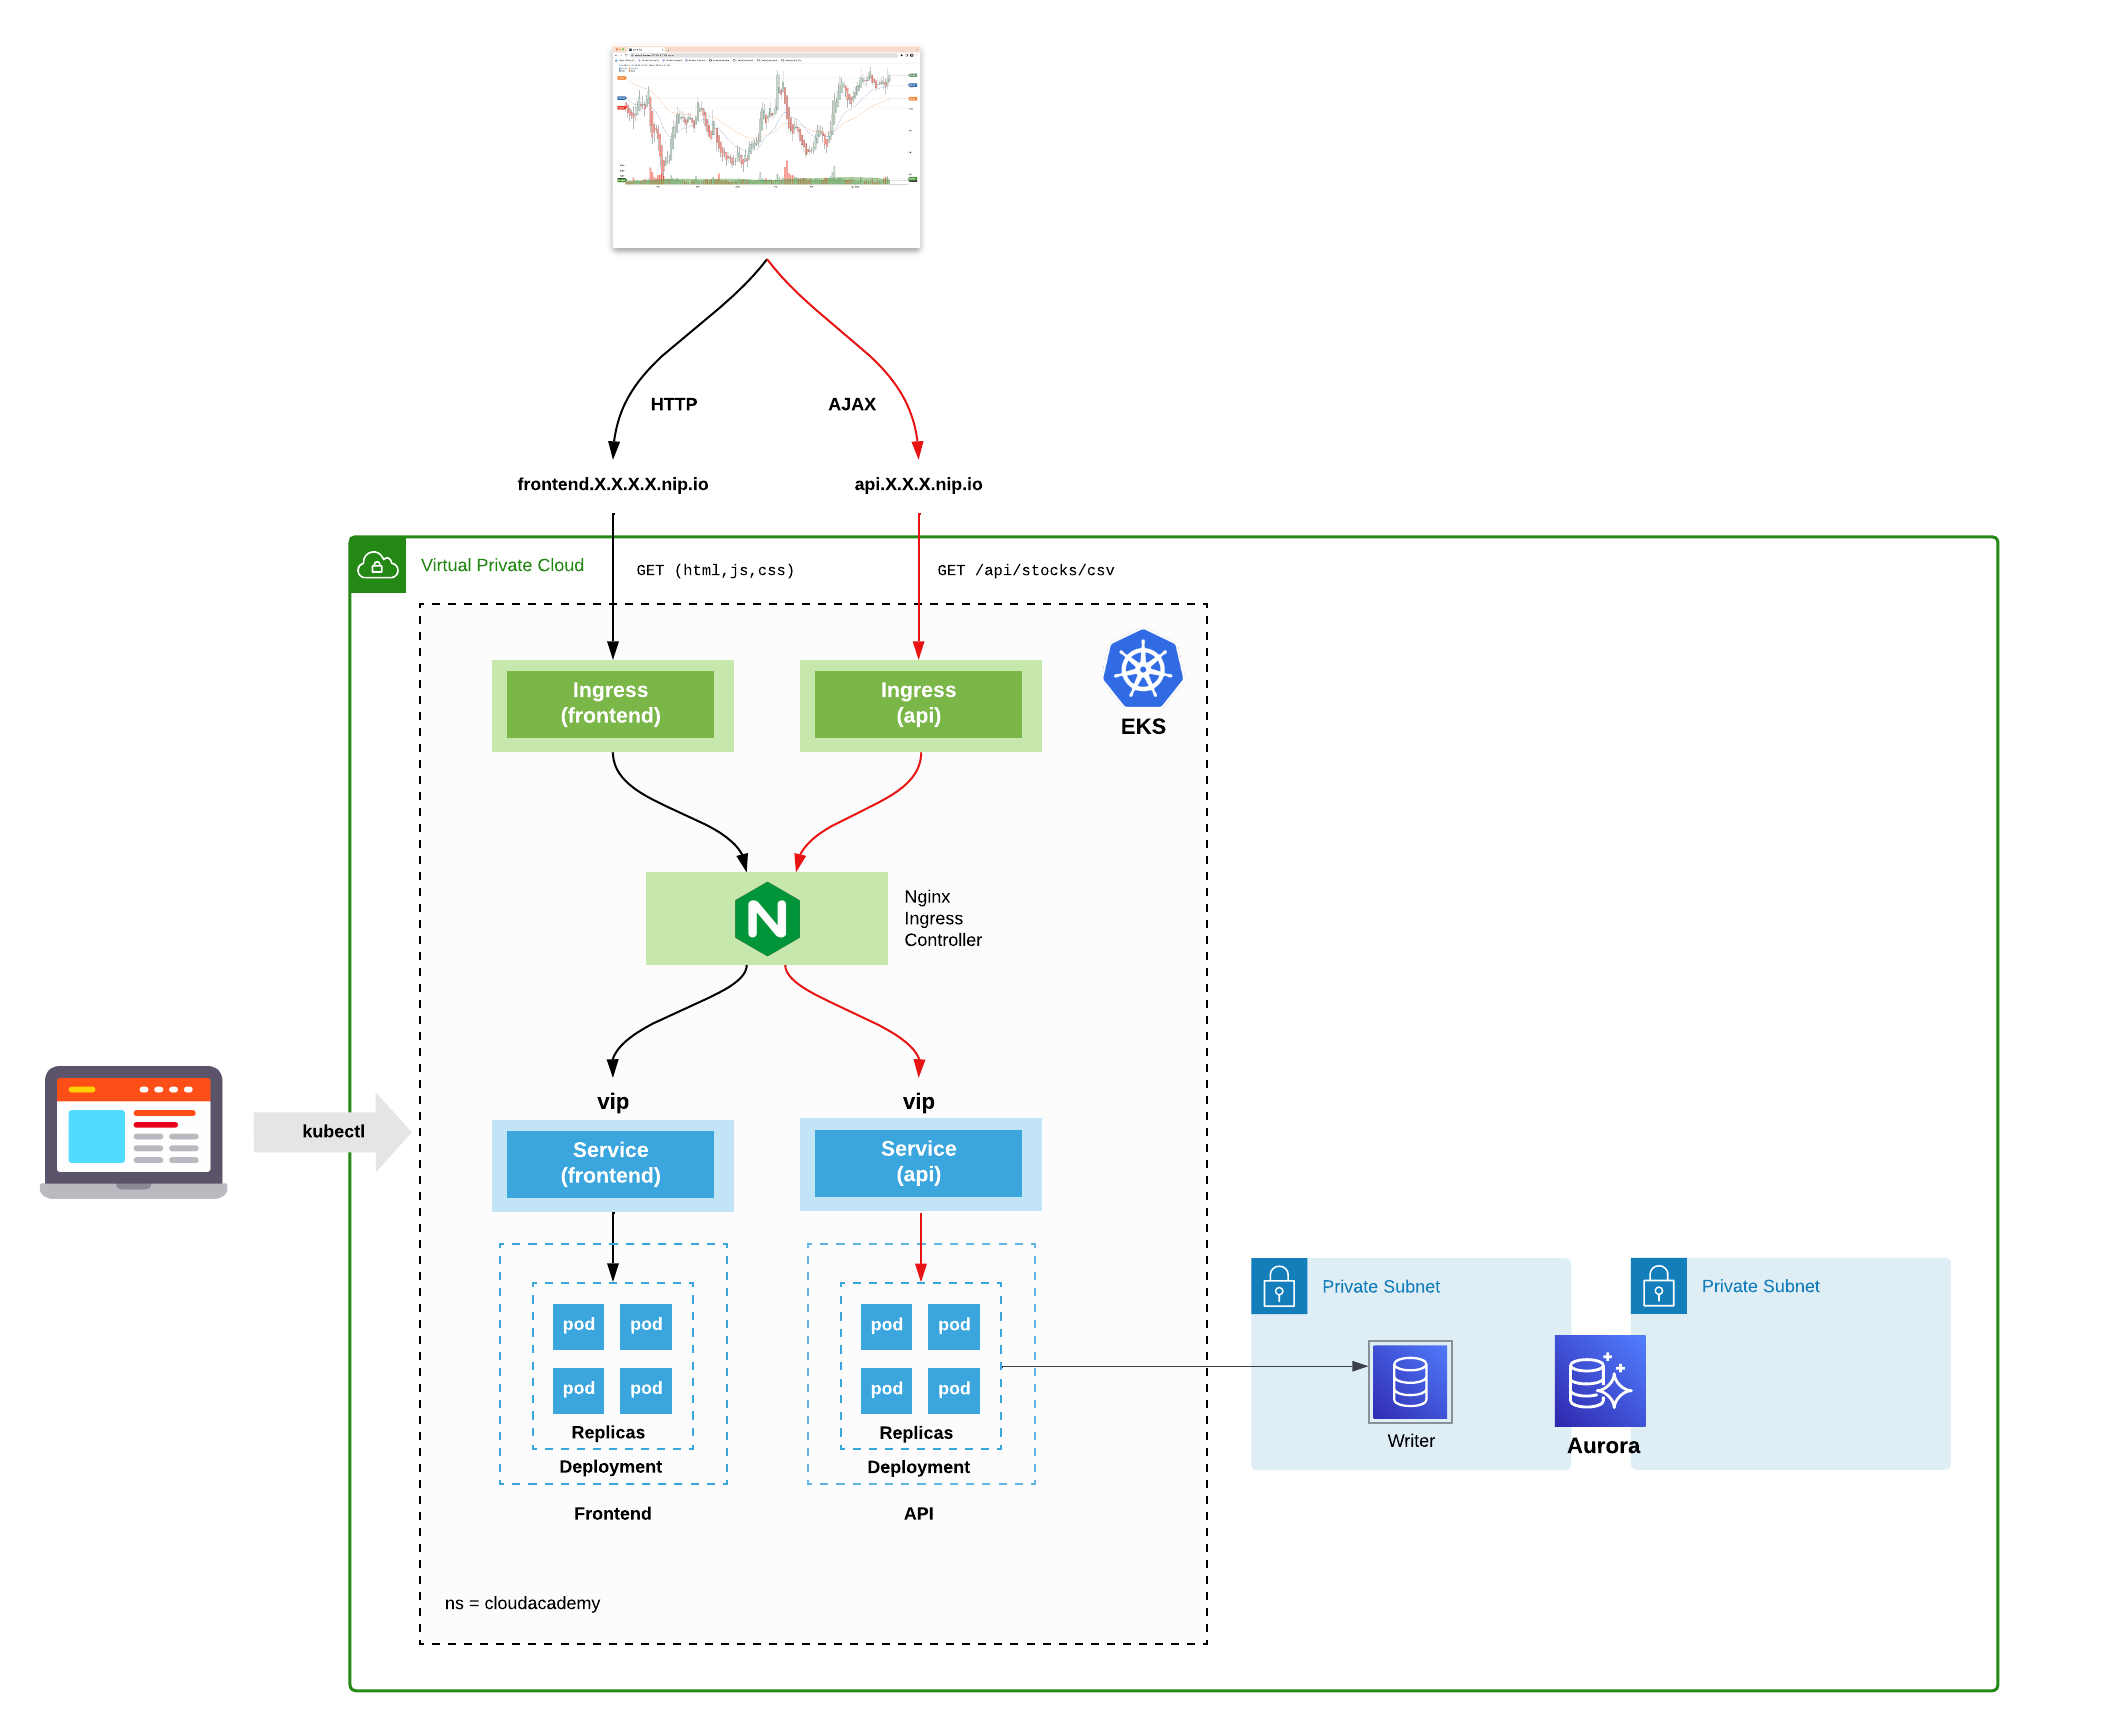 HTTP
AJAX
frontend.X.X.X.X.nip.io
api.X.X.X.nip.io
Virtual Private Cloud
GET (html,js,css)
GET /api/stocks/csv
Ingress
(frontend)
Ingress
(api)
EKS
Nginx
Ingress
Controller
kubectl
vip
vip
Service
(frontend)
Service
(api)
pod
pod
pod
pod
Replicas
Deployment
Frontend
pod
pod
pod
pod
Replicas
Deployment
API
Private Subnet
Private Subnet
Writer
Aurora
ns = cloudacademy